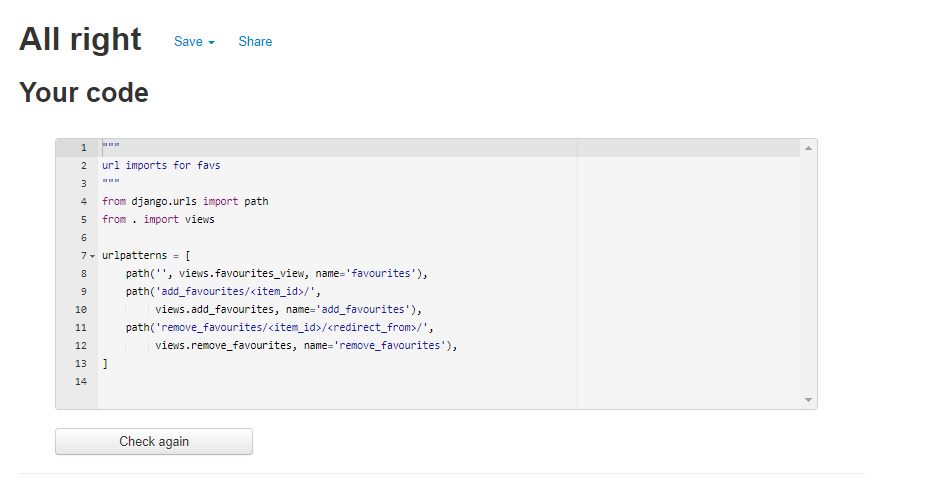 All right Save Share
Your code
1 """
2 url imports for favs
3 """
4 from django.urls import path
5 from . import views
6
7 urlpatterns = [
8     path('', views.favourites_view, name='favourites'),
9     path('add_favourites/<item_id>/',
10         views.add_favourites, name='add_favourites'),
11     path('remove_favourites/<item_id>/<redirect_from>/',
12         views.remove_favourites, name='remove_favourites'),
13 ]
14
Check again